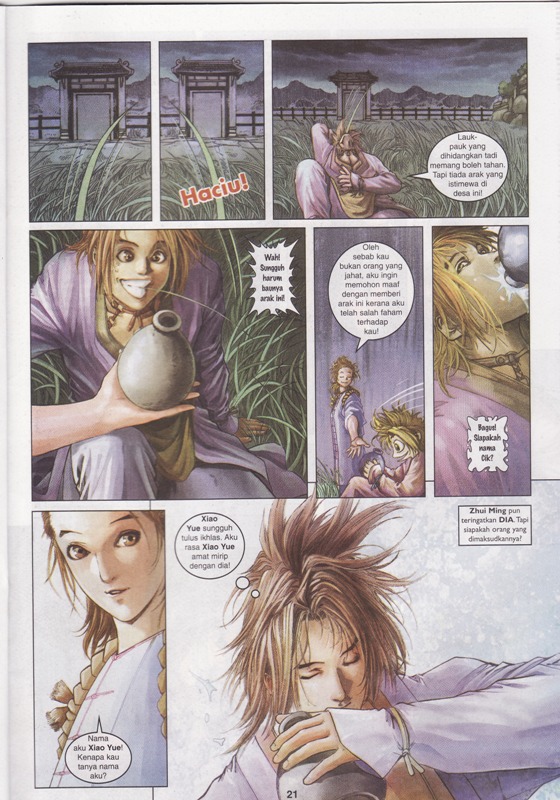 Haciu!
Lauk-
pauk yang
dihidangkan tadi
memang boleh tahan.
Tapi tiada arak yang
istimewa di
desa ini!
Wah!
Sungguh
harum
baunya
arak ini!
Oleh
sebab kau
bukan orang yang
jahat, aku ingin
memohon maaf
dengan memberi
arak ini kerana aku
telah salah faham
terhadap
kau!
Bagus!
Siapakah
nama
Cik?
Nama
aku Xiao Yue!
Kenapa kau
tanya nama
aku?
Xiao
Yue sungguh
tulus ikhlas. Aku
rasa Xiao Yue
amat mirip
dengan dia!
Zhui Ming pun
teringatkan DIA. Tapi
siapakah orang yang
dimaksudkannya?
21